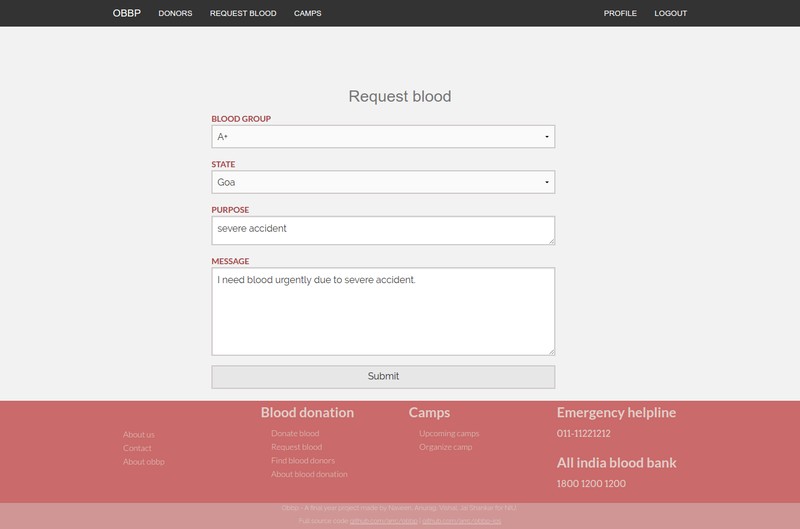 OBBP DONORS REQUEST BLOOD CAMPS PROFILE LOGOUT
Request blood
BLOOD GROUP
A+
STATE
Goa
PURPOSE
severe accident
MESSAGE
I need blood urgently due to severe accident.
Submit
About us
Contact
About obbp
Blood donation
Donate blood
Request blood
Find blood donors
About blood donation
Camps
Upcoming camps
Organize camp
Emergency helpline
011-11221212
All india blood bank
1800 1200 1200
Obbp - A final year project made by Naveen, Anurag, Vishal, Jai Shankar for
Full source code: